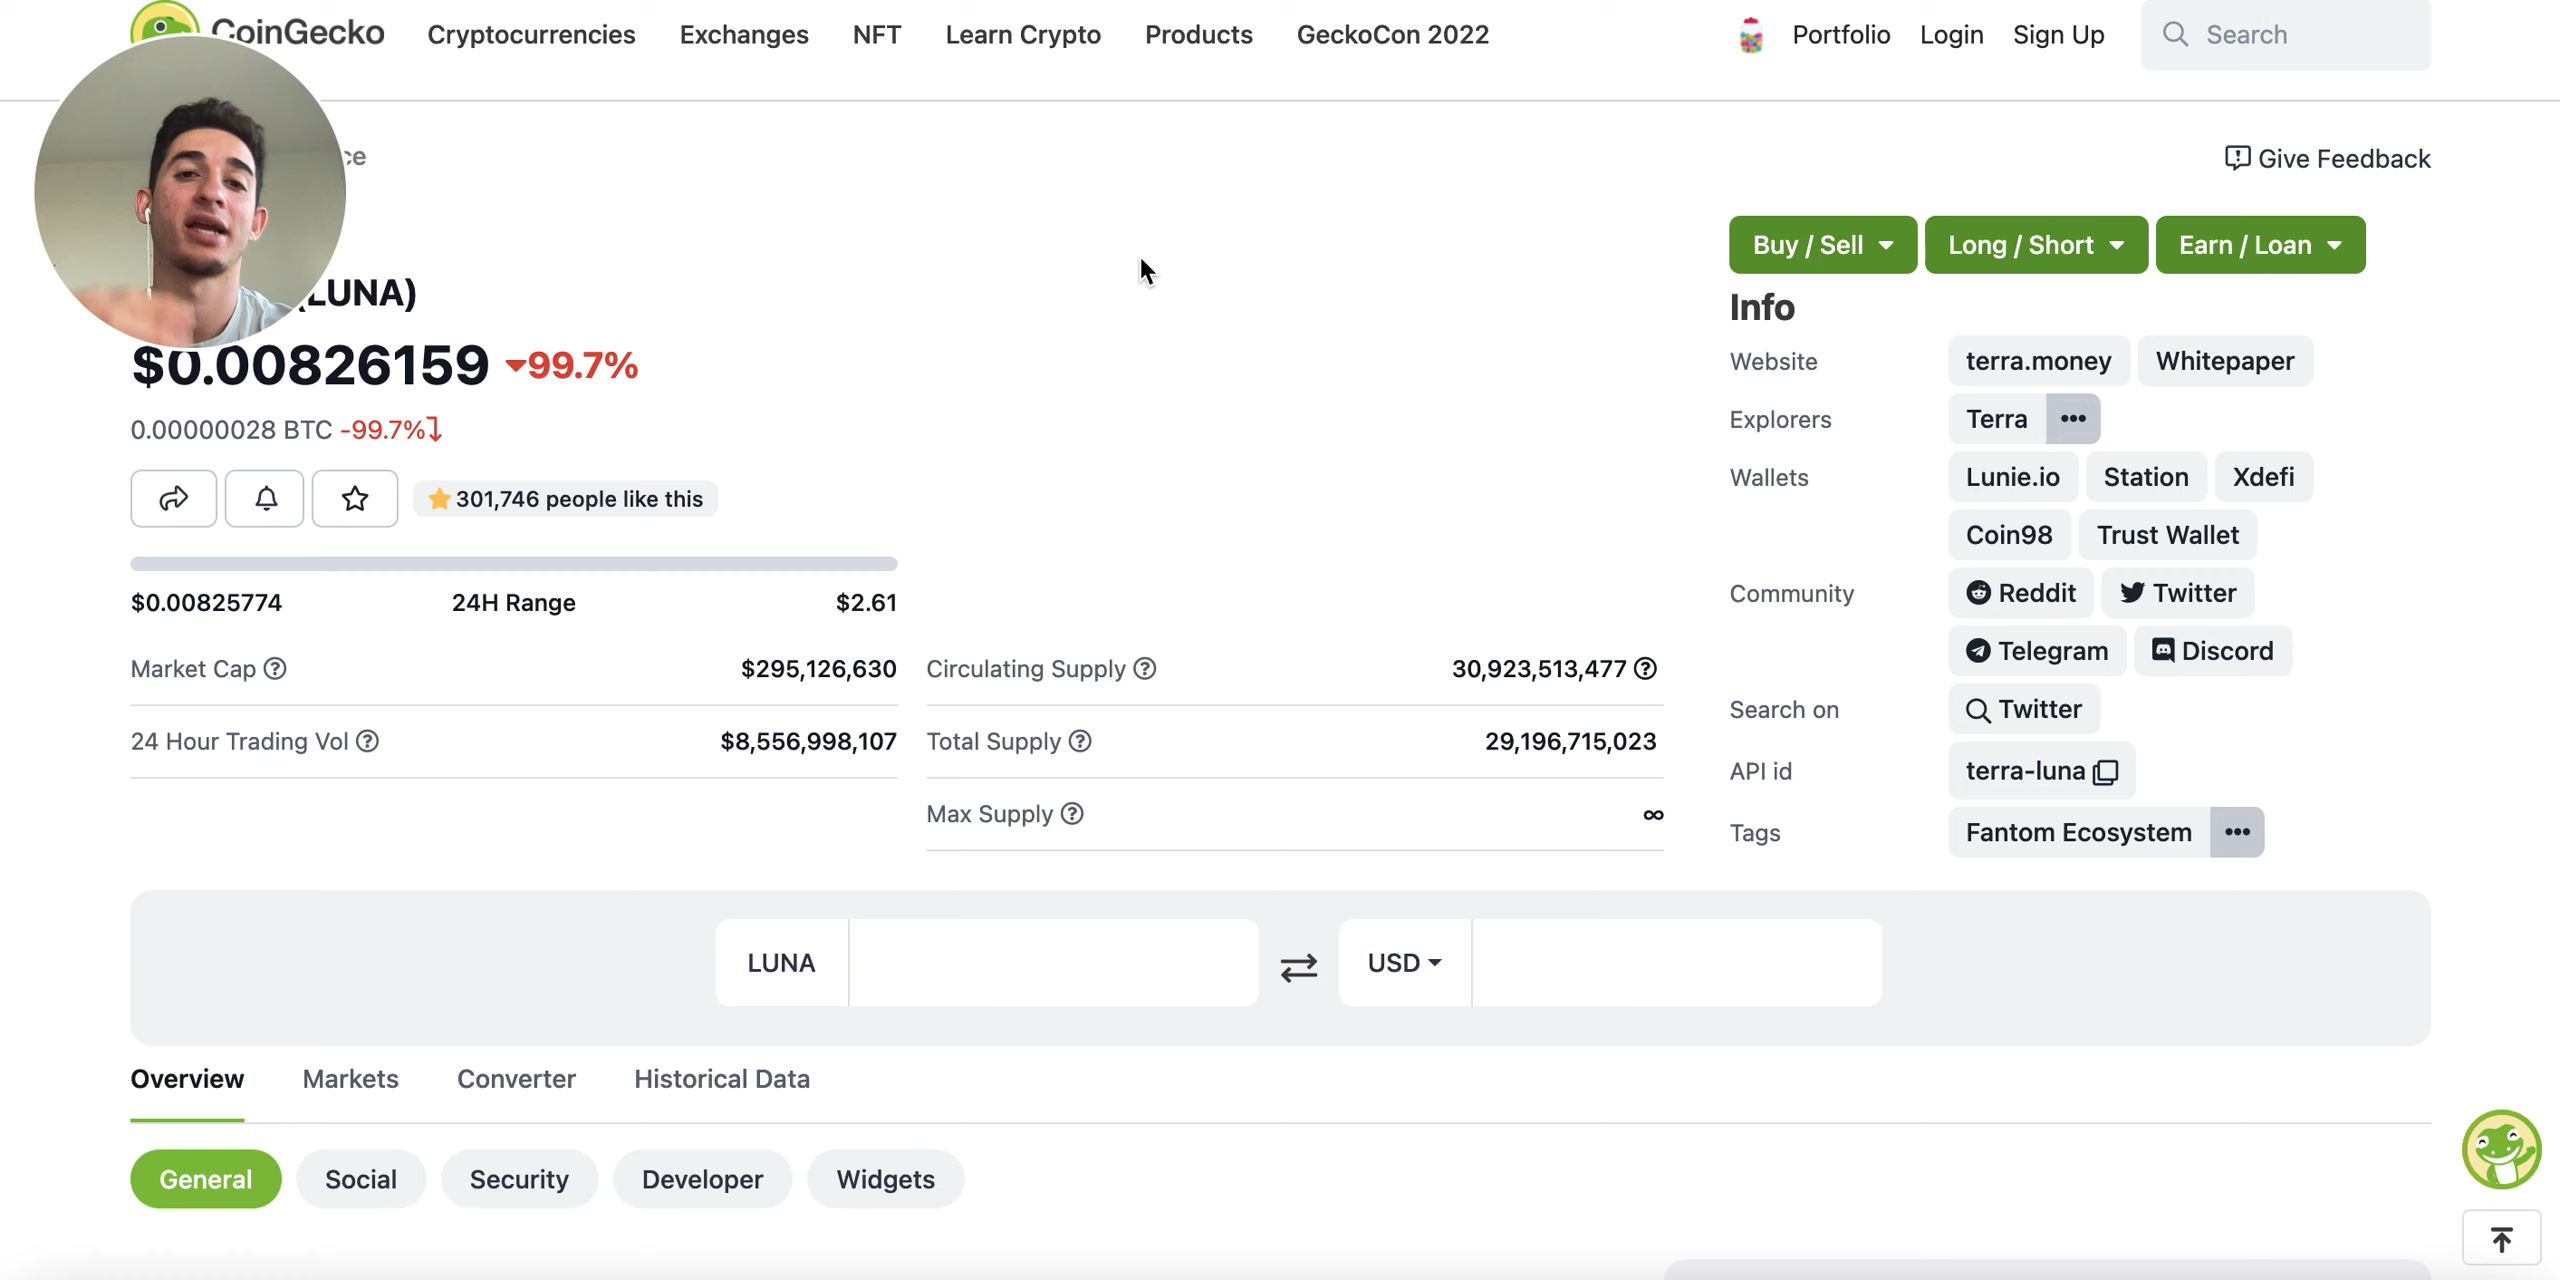 CoinGecko Cryptocurrencies Exchanges NFT Learn Crypto Products GeckoCon 2022 Portfolio Login Sign Up Search
Give Feedback
(LUNA)
$0.00826159 99.7%
0.00000028 BTC -99.7%
301,746 people like this
$0.00825774 24H Range $2.61
Market Cap $295,126,630
24 Hour Trading Vol $8,556,998,107
Circulating Supply 30,923,513,477
Total Supply 29,196,715,023
Max Supply ∞
Buy / Sell Long / Short Earn / Loan
Info
Website terra.money Whitepaper
Explorers Terra •••
Wallets Lunie.io Station Xdefi
Coin98 Trust Wallet
Community Reddit Twitter
Telegram Discord
Search on Twitter
API id terra-luna
Tags Fantom Ecosystem •••
LUNA USD
Overview Markets Converter Historical Data
General Social Security Developer Widgets